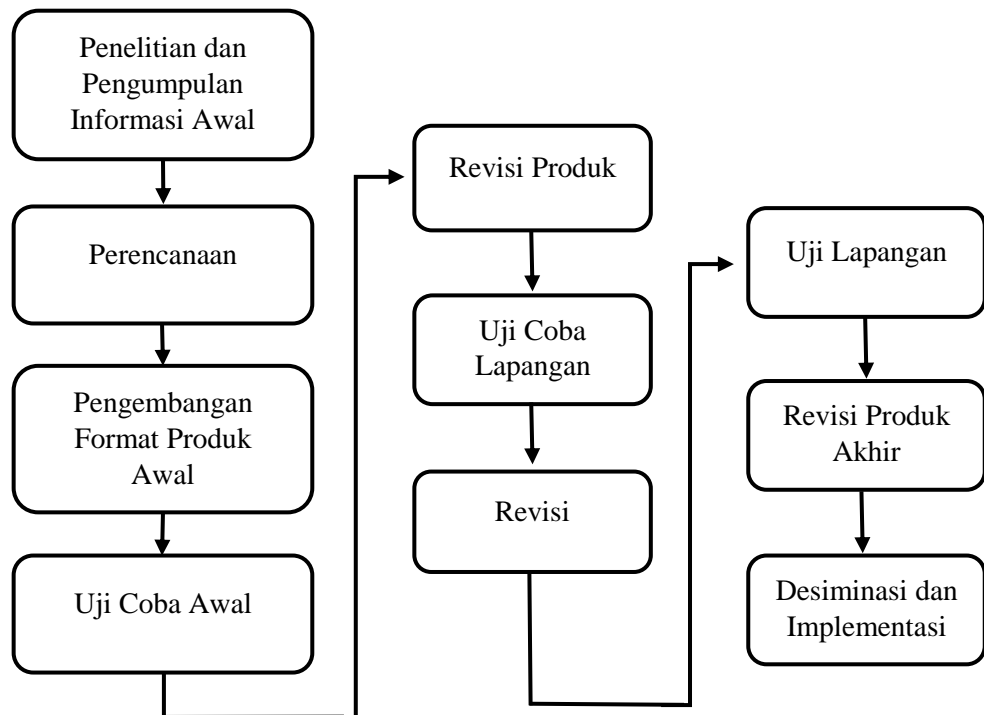 Penelitian dan
Pengumpulan
Informasi Awal
Perencanaan
Pengembangan
Format Produk
Awal
Uji Coba Awal
Revisi Produk
Uji Coba
Lapangan
Revisi
Uji Lapangan
Revisi Produk
Akhir
Desiminasi dan
Implementasi